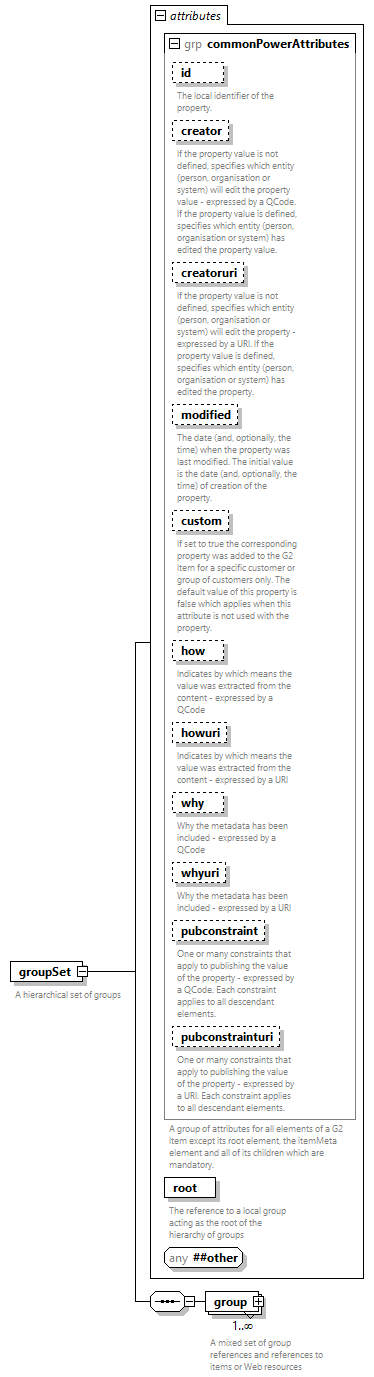 attributes
grp commonPowerAttributes
id
The local identifier of the
property.
creator
If the property value is not
defined, specifies which entity
(person, organisation or
system) will edit the property
value - expressed by a QCode.
If the property value is defined,
specifies which entity (person,
organisation or system) has
edited the property value.
creatoruri
If the property value is not
defined, specifies which entity
(person, organisation or
system) will edit the property -
expressed by a URI. If the
property value is defined,
specifies which entity (person,
organisation or system) has
edited the property.
modified
The date (and, optionally, the
time) when the property was
last modified. The initial value
is the date (and, optionally, the
time) of creation of the
property.
custom
If set to true the corresponding
property was added to the G2
Item for a specific customer or
group of customers only. The
default value of this property is
false which applies when this
attribute is not used with the
property.
how
Indicates by which means the
value was extracted from the
content - expressed by a
QCode
howuri
Indicates by which means the
value was extracted from the
content - expressed by a URI
why
Why the metadata has been
included - expressed by a
QCode
whyuri
Why the metadata has been
included - expressed by a URI
pubconstraint
One or many constraints that
apply to publishing the value
of the property - expressed by
a QCode. Each constraint
applies to all descendant
elements.
pubconstrainturi
One or many constraints that
apply to publishing the value
of the property - expressed by
a URI. Each constraint applies
to all descendant elements.
A group of attributes for all elements of a G2
Item except its root element, the itemMeta
element and all of its children which are
mandatory.
root
The reference to a local group
acting as the root of the
hierarchy of groups
any ##other
groupSet
A hierarchical set of groups
group
1..∞
A mixed set of group
references and references to
items or Web resources